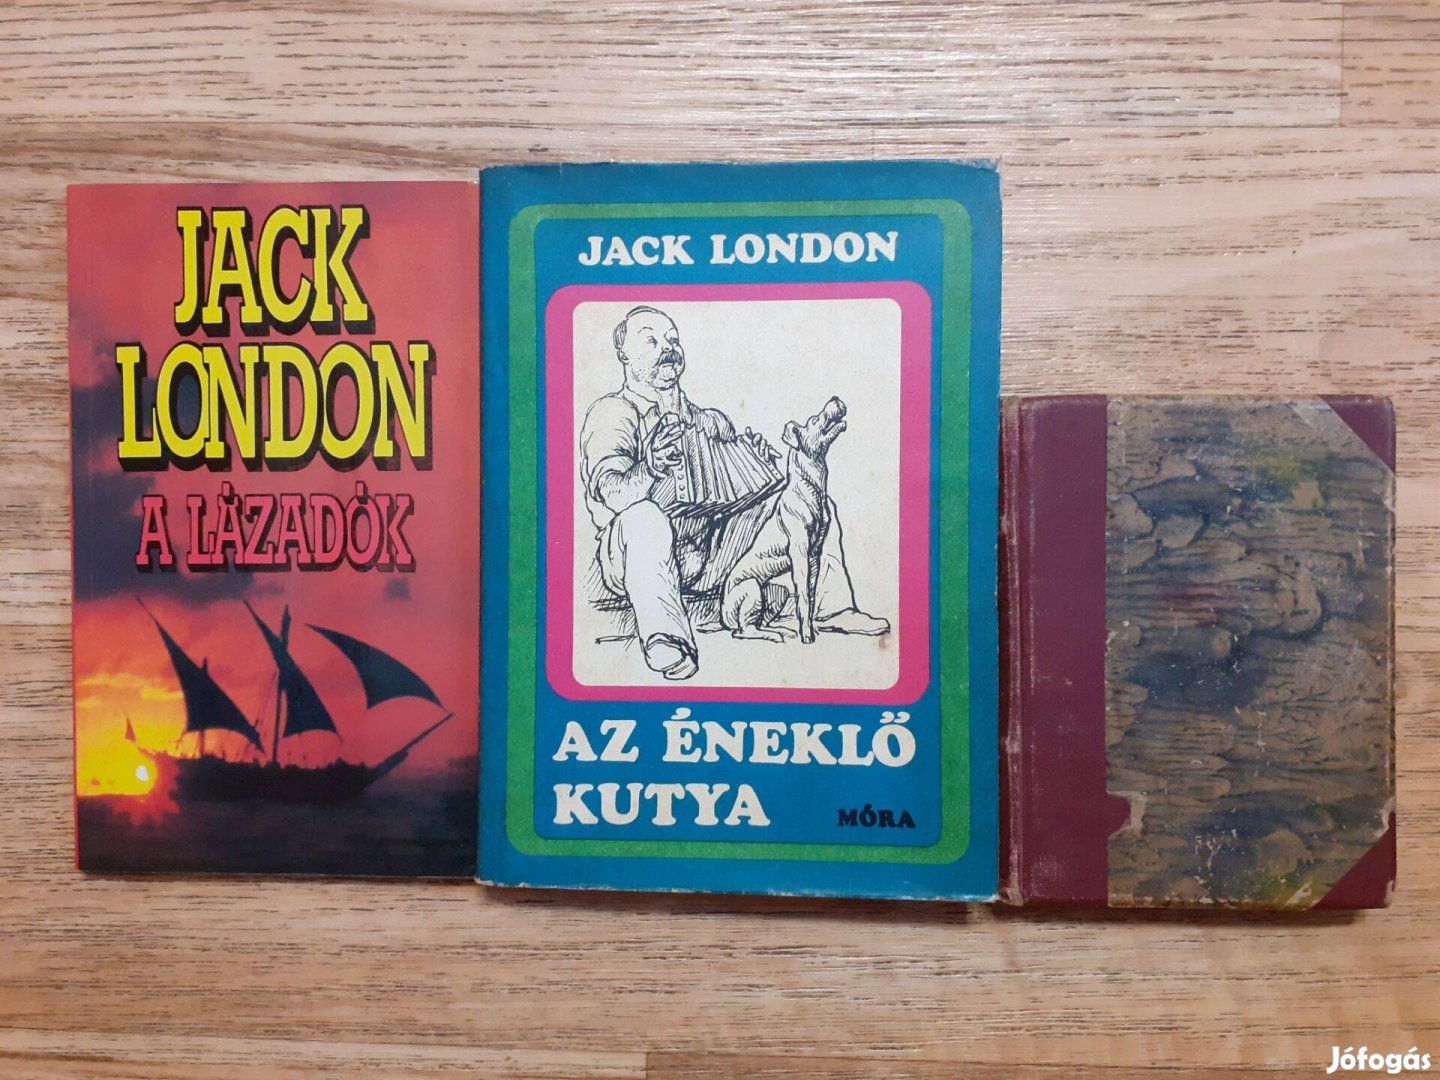 JACK
LONDON
A LÁZADÓK
JACK LONDON
AZ ÉNEKLŐ
KUTYA
MÓRA
Jófogás